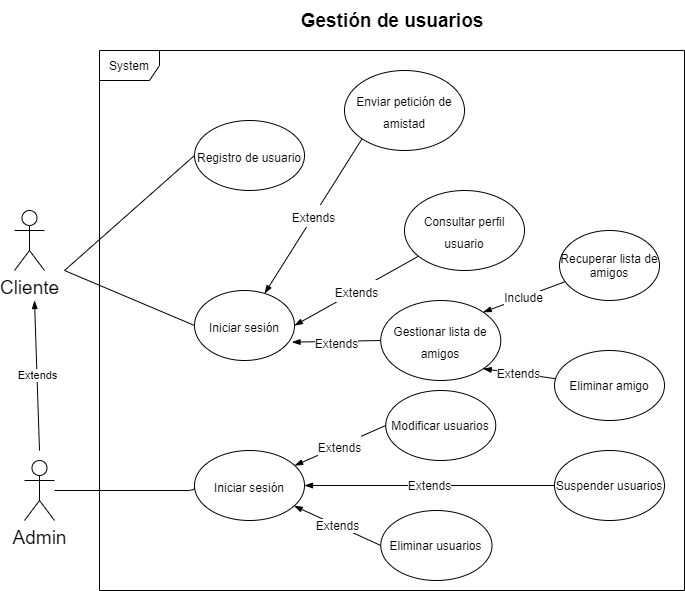 Gestión de usuarios
System
Enviar petición de
amistad
Registro de usuario
Extends
Consultar perfil
usuario
Recuperar lista de
amigos
Cliente
Extends
Include
Iniciar sesión
Gestionar lista de
amigos
Extends
Extends
Extends
Eliminar amigo
Modificar usuarios
Extends
Iniciar sesión
Extends
Suspender usuarios
Admin
Extends
Eliminar usuarios